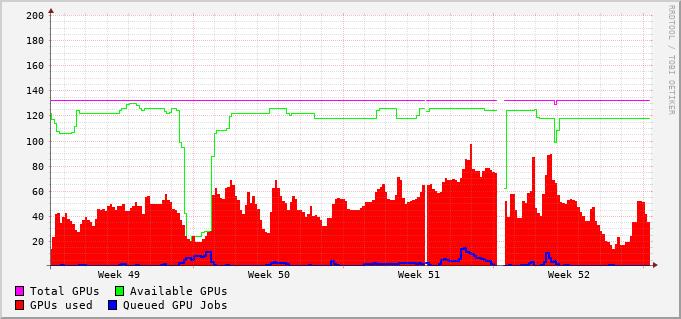 200
180
160
140
120
100
80
60
40
20
Week 49 Week 50 Week 51 Week 52
Total GPUs Available GPUs
GPUs used Queued GPU Jobs
RRDTOOL / TOBI OETIKER